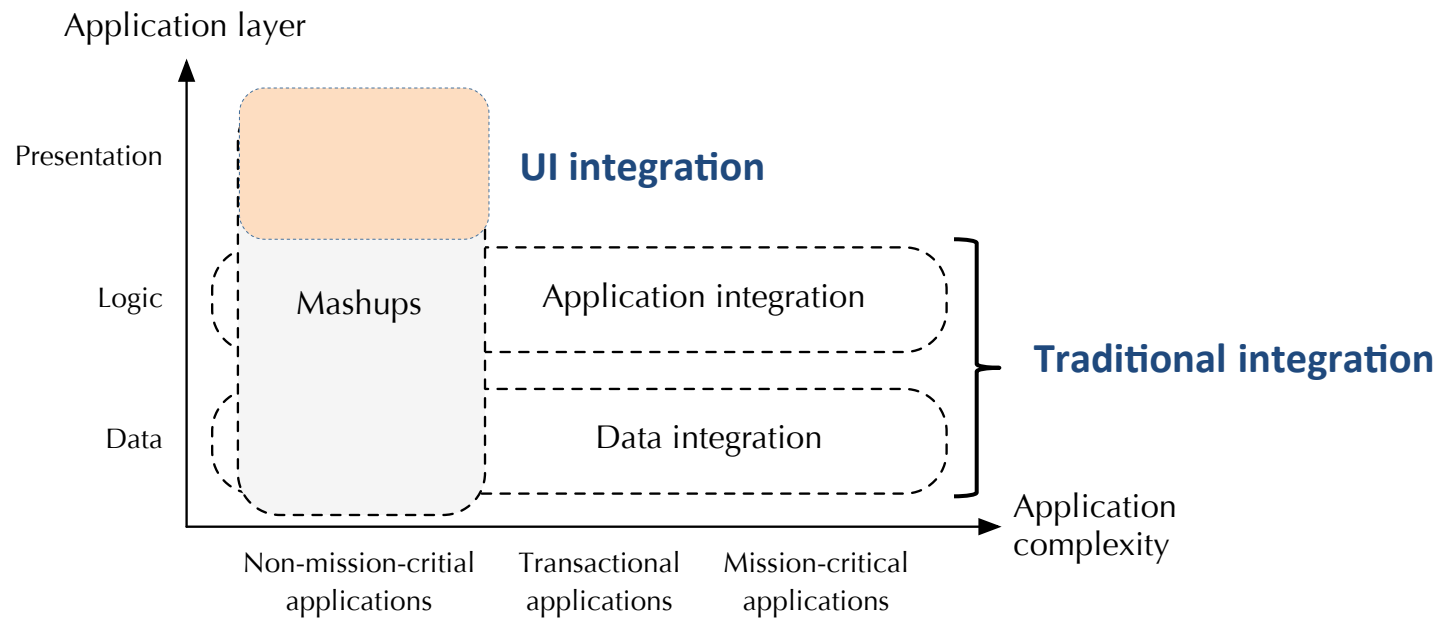 Application layer
Presentation
UI integration
Logic
Mashups
Application integration
Traditional integration
Data
Data integration
Application
complexity
Non-mission-critial
applications
Transactional
applications
Mission-critical
applications